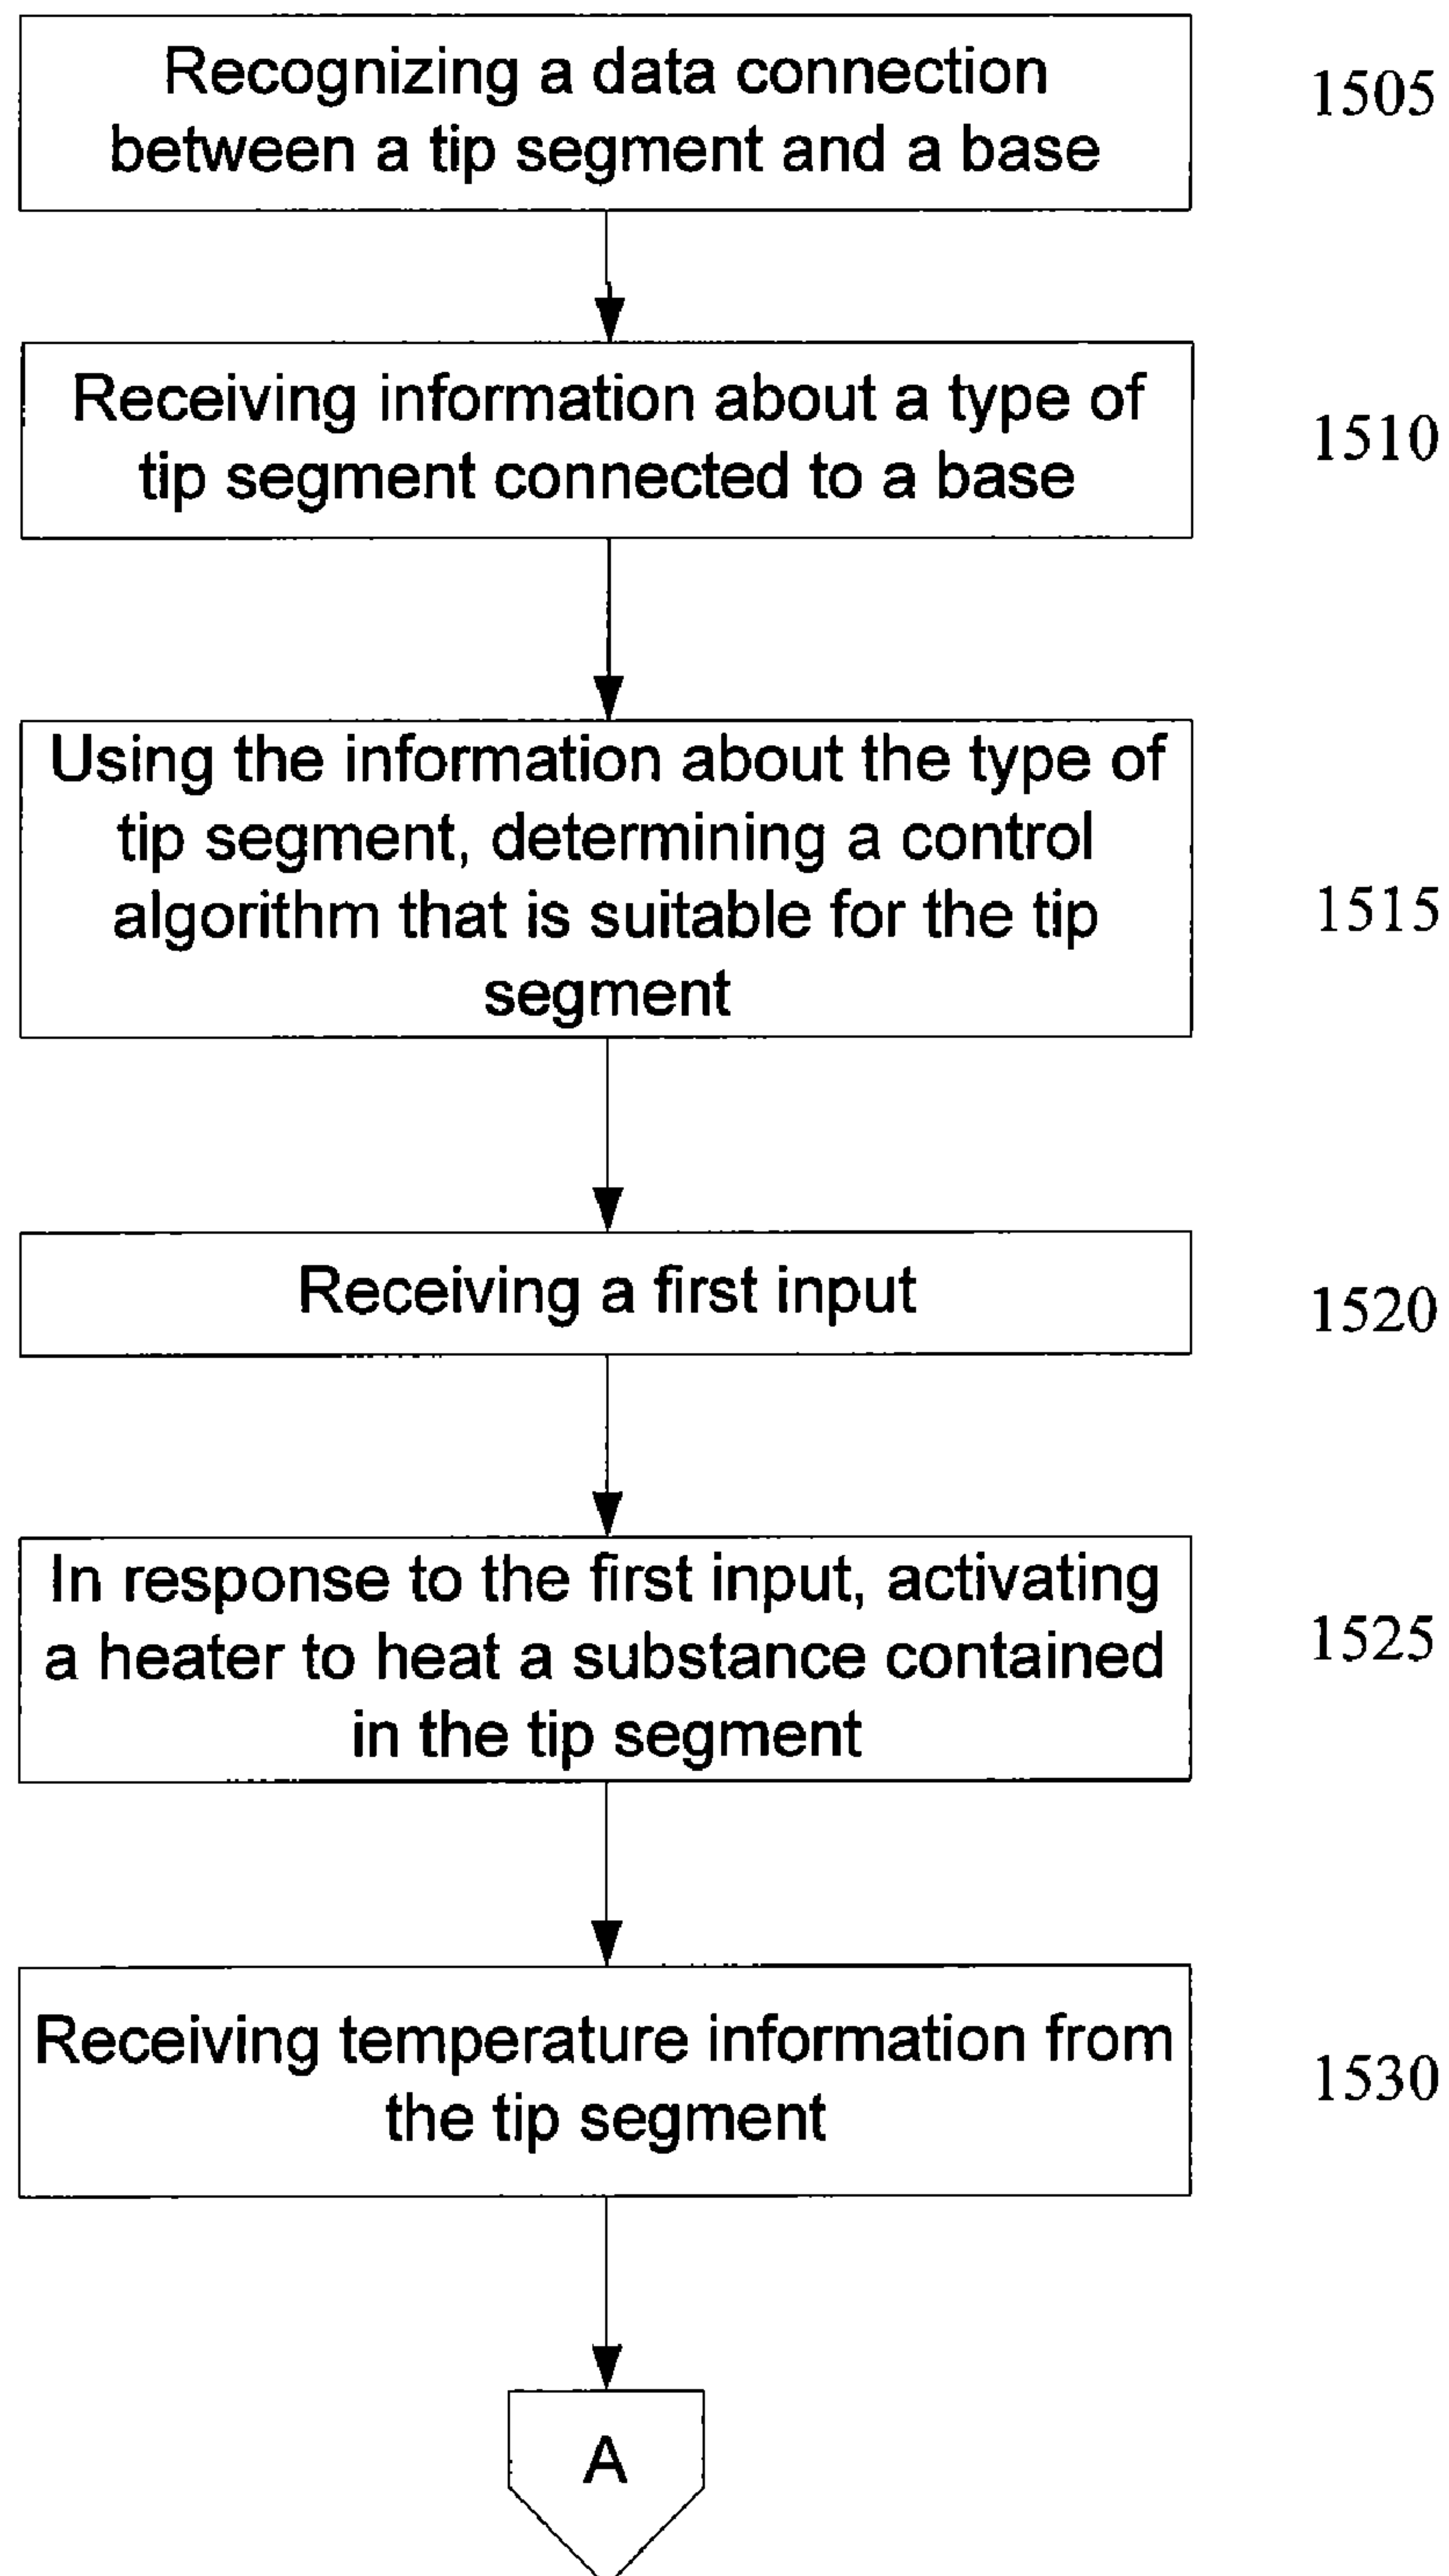 Recognizing a data connection
between a tip segment and a base
1505
Receiving information about a type of
tip segment connected to a base
1510
Using the information about the type of
tip segment, determining a control
algorithm that is suitable for the tip
segment
1515
Receiving a first input
1520
In response to the first input, activating
a heater to heat a substance contained
in the tip segment
1525
Receiving temperature information from
the tip segment
1530
A